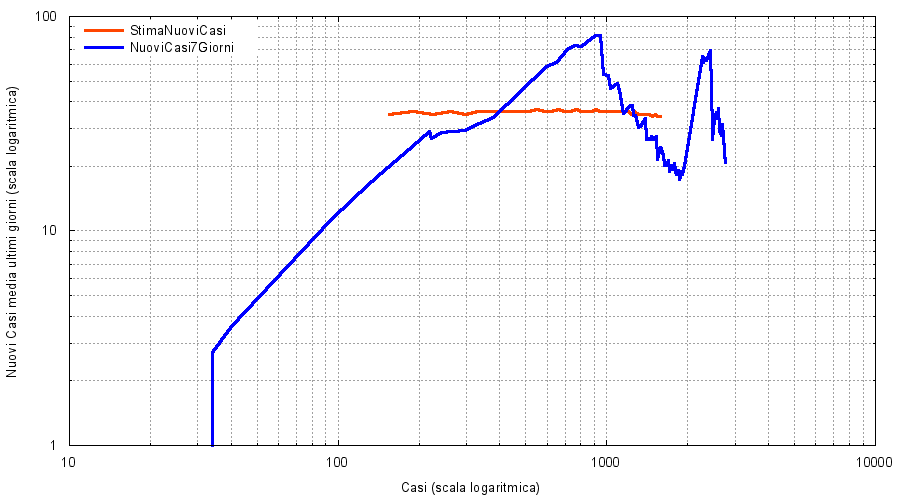 100
StimaNuoviCasi
NuoviCasi7Giorni
10
1
Nuovi Casi media ultimi giorni (scala logaritmica)
10
100
1000
10000
Casi (scala logaritmica)